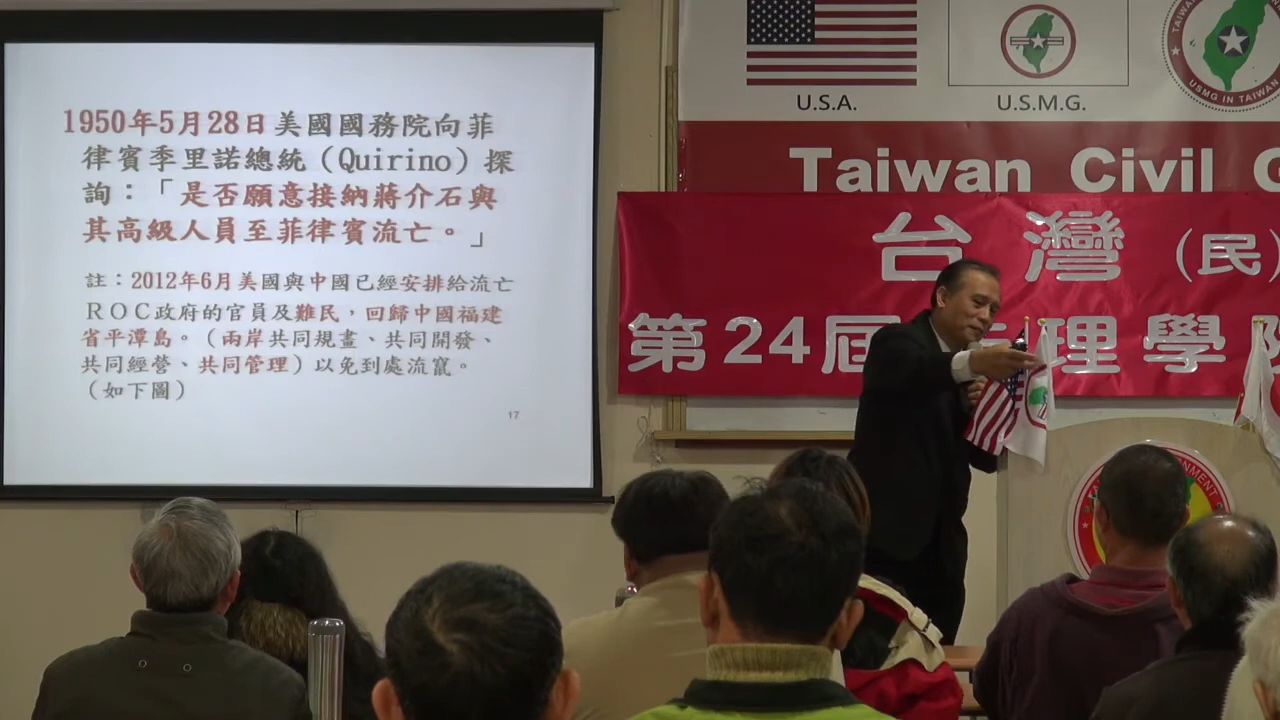 1950年5月28日美國國務院向菲
律賓季里諾總統（Quirino）探
詢：「是否願意接納蔣介石與
其高級人員至菲律賓流亡。」
註：2012年6月美國與中國已經安排給流亡
ＲＯＣ政府的官員及難民，回歸中國福建
省平潭島。（兩岸共同規畫、共同開發、
共同經營、共同管理）以免到處流竄。
（如下圖）
17
U.S.A.
U.S.M.G.
USMG IN TAIWAN
Taiwan Civil G
台灣（民）
第24屆 理學院